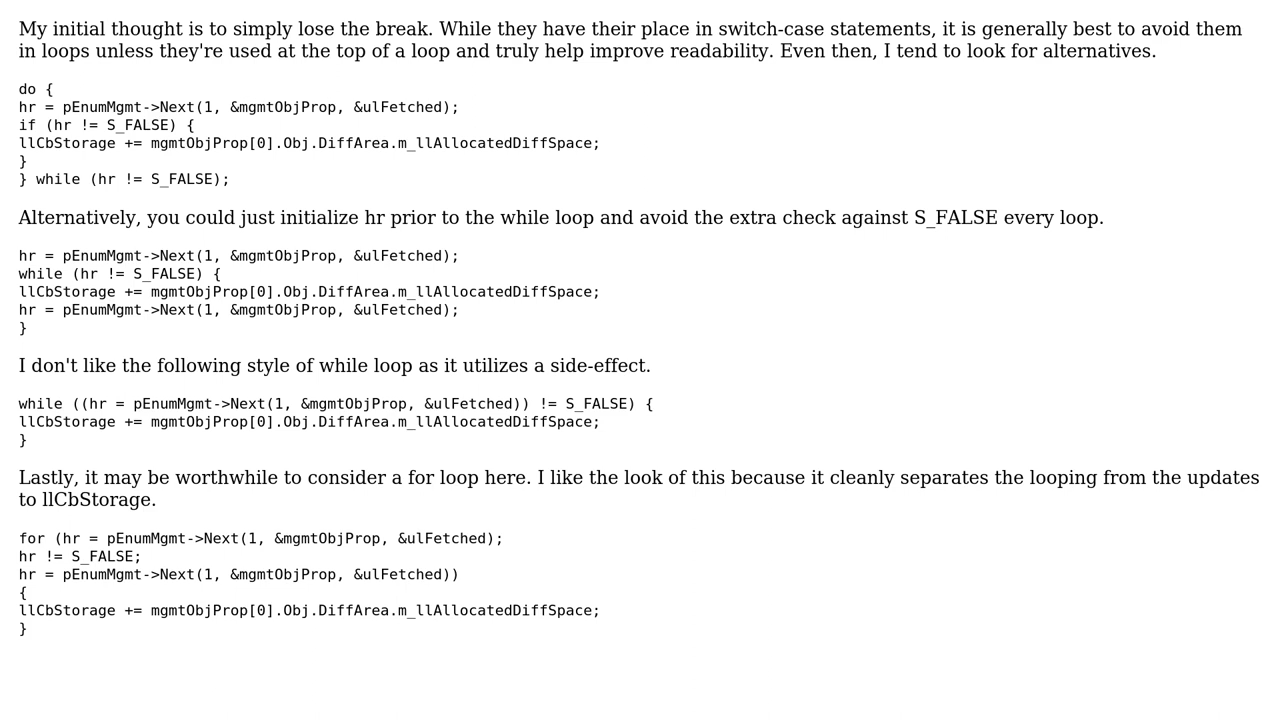 My initial thought is to simply lose the break. While they have their place in switch-case statements, it is generally best to avoid them
in loops unless they're used at the top of a loop and truly help improve readability. Even then, I tend to look for alternatives.
do {
hr = pEnumMgmt->Next(1, &mgmtObjProp, &ulFetched);
if (hr != S_FALSE) {
llCbStorage += mgmtObjProp[0].Obj.DiffArea.m_llAllocatedDiffSpace;
}
} while (hr != S_FALSE);
Alternatively, you could just initialize hr prior to the while loop and avoid the extra check against S_FALSE every loop.
hr = pEnumMgmt->Next(1, &mgmtObjProp, &ulFetched);
while (hr != S_FALSE) {
llCbStorage += mgmtObjProp[0].Obj.DiffArea.m_llAllocatedDiffSpace;
hr = pEnumMgmt->Next(1, &mgmtObjProp, &ulFetched);
}
I don't like the following style of while loop as it utilizes a side-effect.
while ((hr = pEnumMgmt->Next(1, &mgmtObjProp, &ulFetched)) != S_FALSE) {
llCbStorage += mgmtObjProp[0].Obj.DiffArea.m_llAllocatedDiffSpace;
}
Lastly, it may be worthwhile to consider a for loop here. I like the look of this because it cleanly separates the looping from the updates
to llCbStorage.
for (hr = pEnumMgmt->Next(1, &mgmtObjProp, &ulFetched);
hr != S_FALSE;
hr = pEnumMgmt->Next(1, &mgmtObjProp, &ulFetched))
{
llCbStorage += mgmtObjProp[0].Obj.DiffArea.m_llAllocatedDiffSpace;
}